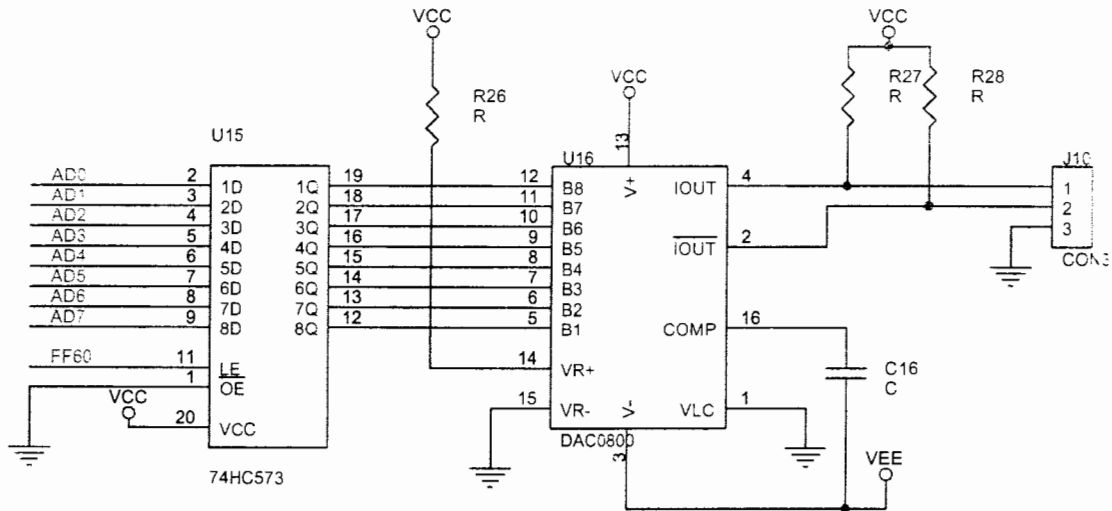 VCC
VCC
R26
R
VCC
R27
R
R28
R
U15
U16
J10
AD0 2 1D 1Q 19 12 B8
AD1 3 2D 2Q 18 11 B7
AD2 4 3D 3Q 17 10 B6
AD3 5 4D 4Q 16 9 B5
AD4 6 5D 5Q 15 8 B4
AD5 7 6D 6Q 14 7 B3
AD6 8 7D 7Q 13 6 B2
AD7 9 8D 8Q 12 5 B1
13 V+
IOUT 4
IOUT 2
1
2
3
CON3
COMP 16
FF60 11 LE
1 OE
VCC
20 VCC
14 VR+
15 VR-
V-
3
VLC 1
C16
C
DAC0800
74HC573
VEE